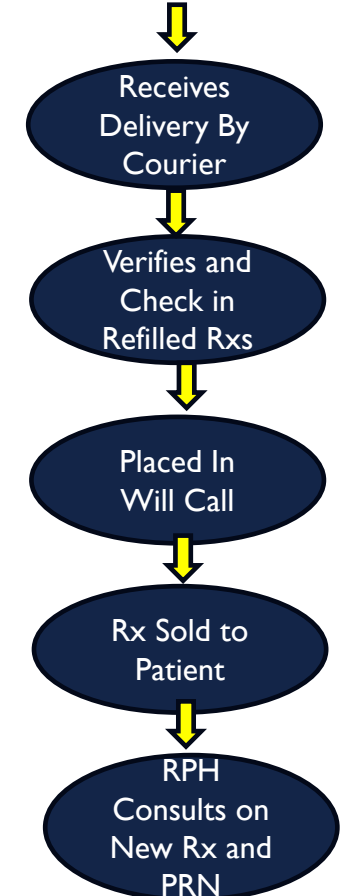 Receives
Delivery By
Courier
Verifies and
Check in
Refilled Rxs
Placed In
Will Call
Rx Sold to
Patient
RPH
Consults on
New Rx and
PRN